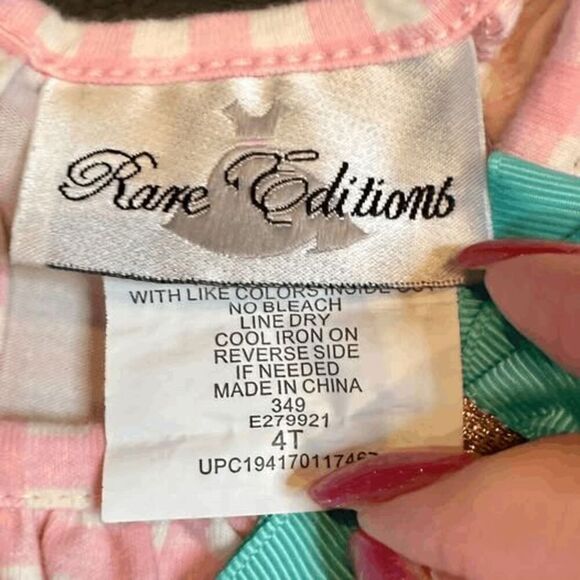 Rare Editions
WITH LIKE COLORS INSIDE OUT
NO BLEACH
LINE DRY
COOL IRON ON
REVERSE SIDE
IF NEEDED
MADE IN CHINA
349
E279921
4T
UPC194170117467